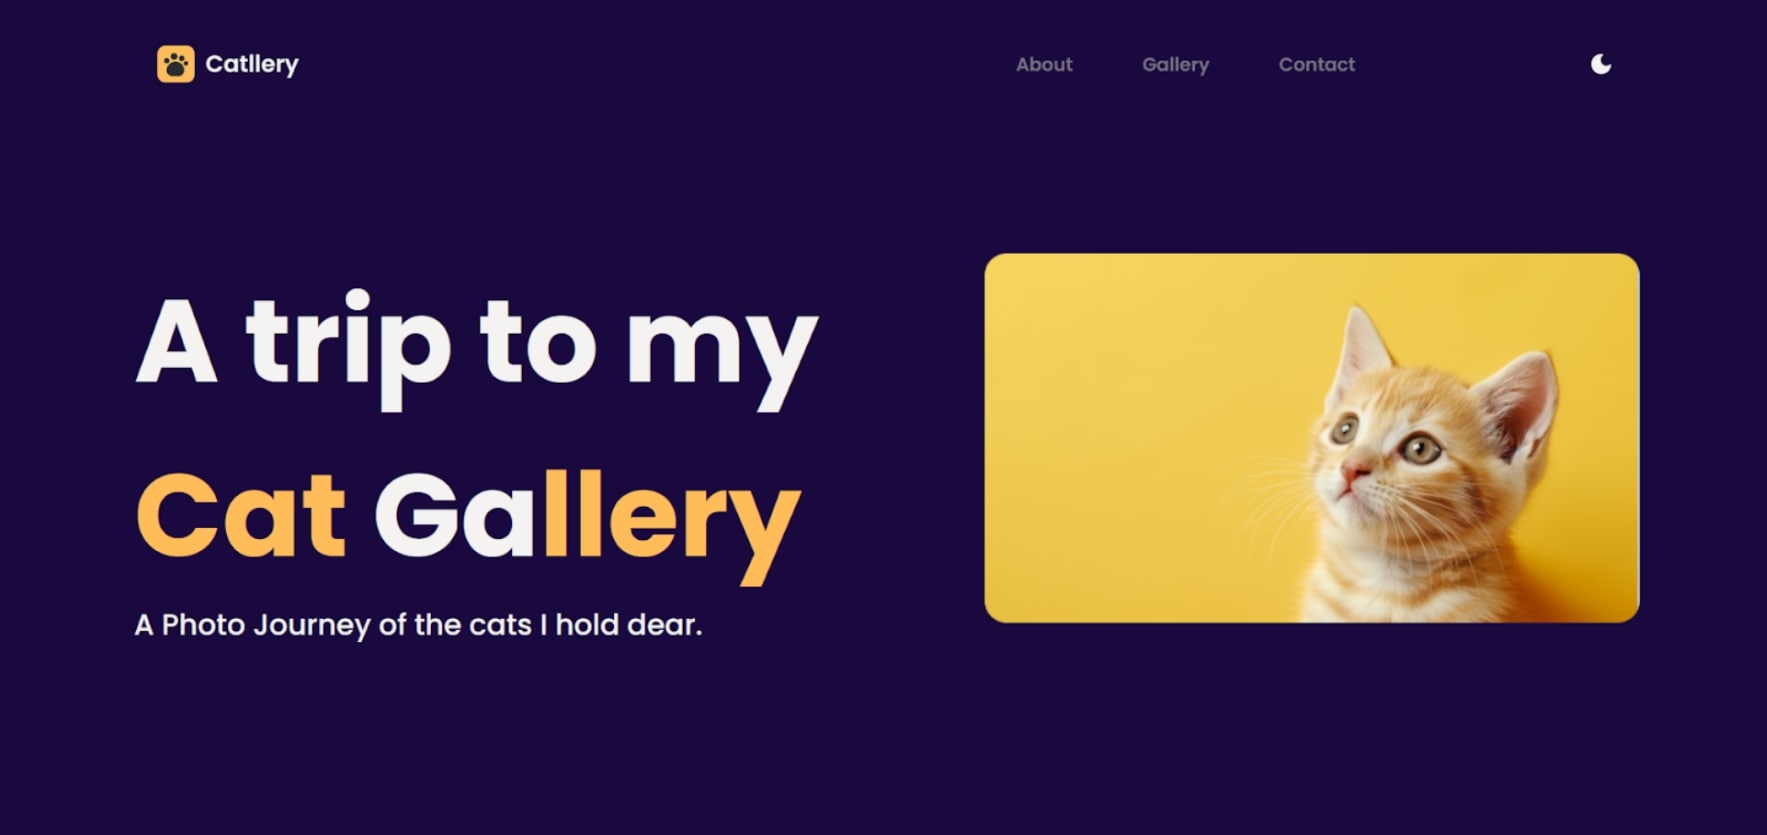 Catllery
About
Gallery
Contact
A trip to my
Cat Gallery
A Photo Journey of the cats I hold dear.